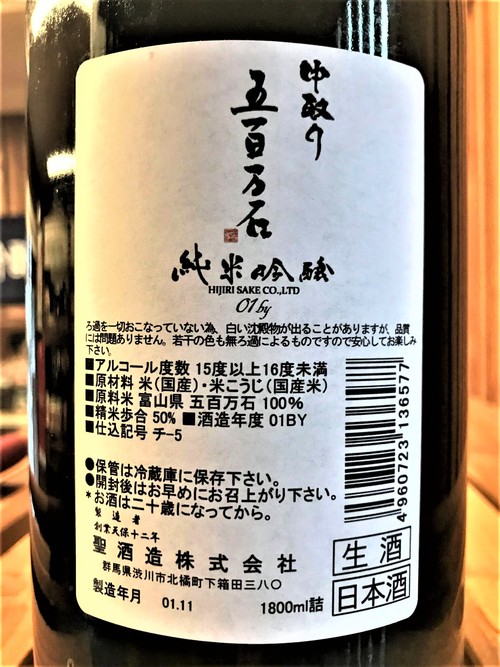 中取り
五百万石
純米吟醸
HIJIRI SAKE CO.,LTD
01by
ろ過を一切おこなっていない為、白い沈殿物が出ることがありますが、品質
には問題ありません。若干の色も無ろ過によるものですので安心してお楽しみ
下さい。
■アルコール度数 15度以上16度未満
■原材料 米(国産)・米こうじ(国産米)
■原料米 富山県 五百万石 100%
■精米歩合 50% ■酒造年度 01BY
■仕込記号 チ-5
●保管は冷蔵庫に保存下さい。
●開封後はお早めにお召上がり下さい。
*お酒は二十歳になってから。
製造者
創業天保十二年
聖酒造株式会社
群馬県渋川市北橘町下箱田三八〇
製造年月 01.11 1800ml詰
4 960723 136577
生酒
日本酒